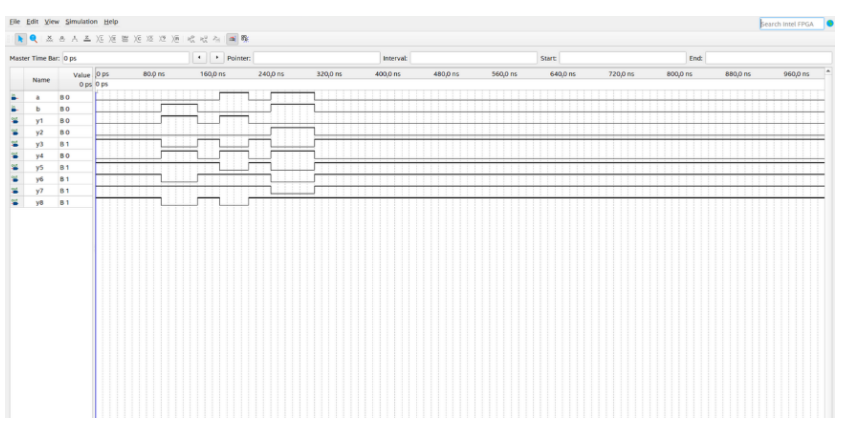 File Edit View Simulation Help
Search Intel FPGA
Master Time Bar: 0 ps Pointer: Interval: Start: End:
Name Value 0 ps 80,0 ns 160,0 ns 240,0 ns 320,0 ns 400,0 ns 480,0 ns 560,0 ns 640,0 ns 720,0 ns 800,0 ns 880,0 ns 960,0 ns
0 ps 0 ps
a B 0
b B 0
y1 B 0
y2 B 0
y3 B 1
y4 B 0
y5 B 1
y6 B 1
y7 B 1
y8 B 1